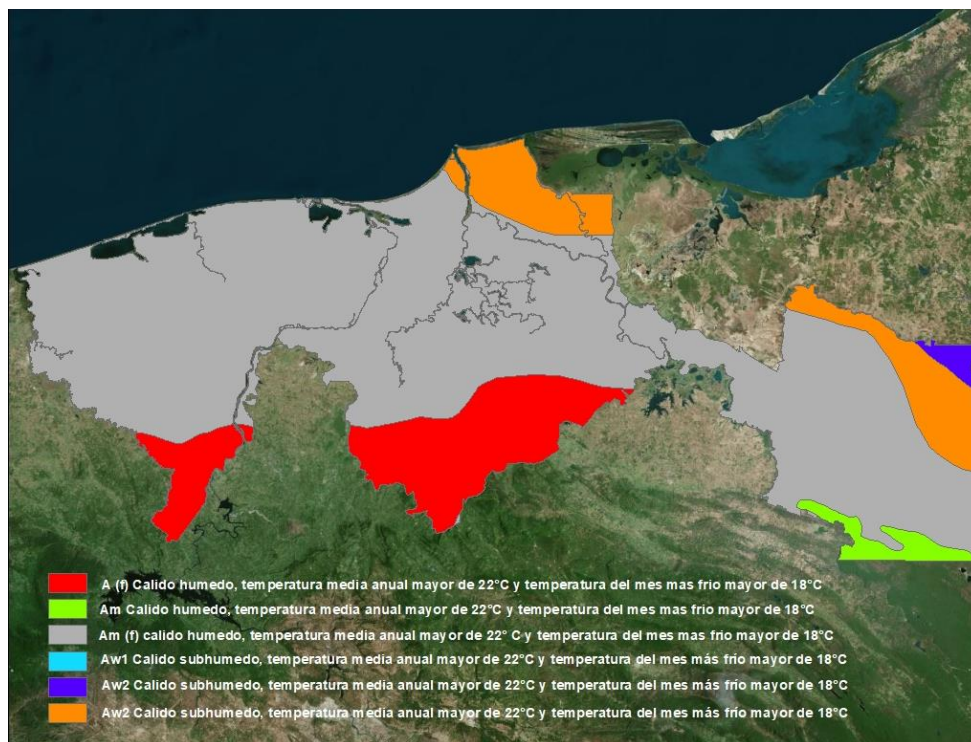 A (f) Calido humedo, temperatura media anual mayor de 22°C y temperatura del mes mas frio mayor de 18°C
Am Calido humedo, temperatura media anual mayor de 22°C y temperatura del mes mas frio mayor de 18°C
Am (f) calido humedo, temperatura media anual mayor de 22° C y temperatura del mes mas frio mayor de 18°C
Aw1 Calido subhumedo, temperatura media anual mayor de 22°C y temperatura del mes más frío mayor de 18°C
Aw2 Calido subhumedo, temperatura media anual mayor de 22°C y temperatura del mes más frío mayor de 18°C
Aw2 Calido subhumedo, temperatura media anual mayor de 22°C y temperatura del mes más frío mayor de 18°C